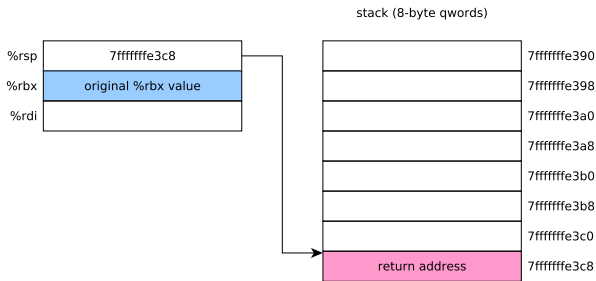 stack (8-byte qwords)
%rsp 7fffffffe3c8 7fffffffe390
%rbx original %rbx value 7fffffffe398
%rdi 7fffffffe3a0
7fffffffe3a8
7fffffffe3b0
7fffffffe3b8
7fffffffe3c0
return address 7fffffffe3c8